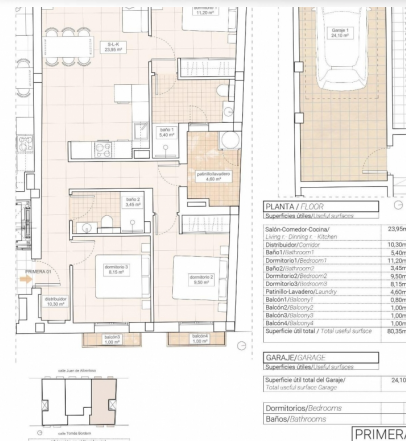 dormitorio 1
11,20 m²
S-L-K
23,95 m²
Garaje 1
24,10 m²
baño 1
5,40 m²
patinillo/lavadero
4,60 m²
baño 2
3,45 m²
PRIMERA 01
dormitorio 3
8,15 m²
dormitorio 2
9,50 m²
distribuidor
10,30 m²
balcón3
1,00 m²
balcón4
1,00 m²
PLANTA / FLOOR
Superficies útiles/Useful surfaces
Salón-Comedor-Cocina/ 23,95m
Living - Dinning - Kitchen
Distribuidor/Corridor 10,30m
Baño1/Bathroom1 5,40m
Dormitorio1/Bedroom1 11,20m
Baño2/Bathroom2 3,45m
Dormitorio2/Bedroom2 9,50m
Dormitorio3/Bedroom3 8,15m
Patinillo-Lavadero/Laundry 4,60m
Balcón1/Balcony1 0,80m
Balcón2/Balcony2 1,00m
Balcón3/Balcony3 1,00m
Balcón4/Balcony4 1,00m
Superficie útil total / Total useful surface 80,35m
GARAJE/GARAGE
Superficies útiles/Useful surfaces
Superficie útil total del Garaje/ 24,10
Total useful surface Garage
Dormitorios/Bedrooms
Baños/Bathrooms
PRIMERA